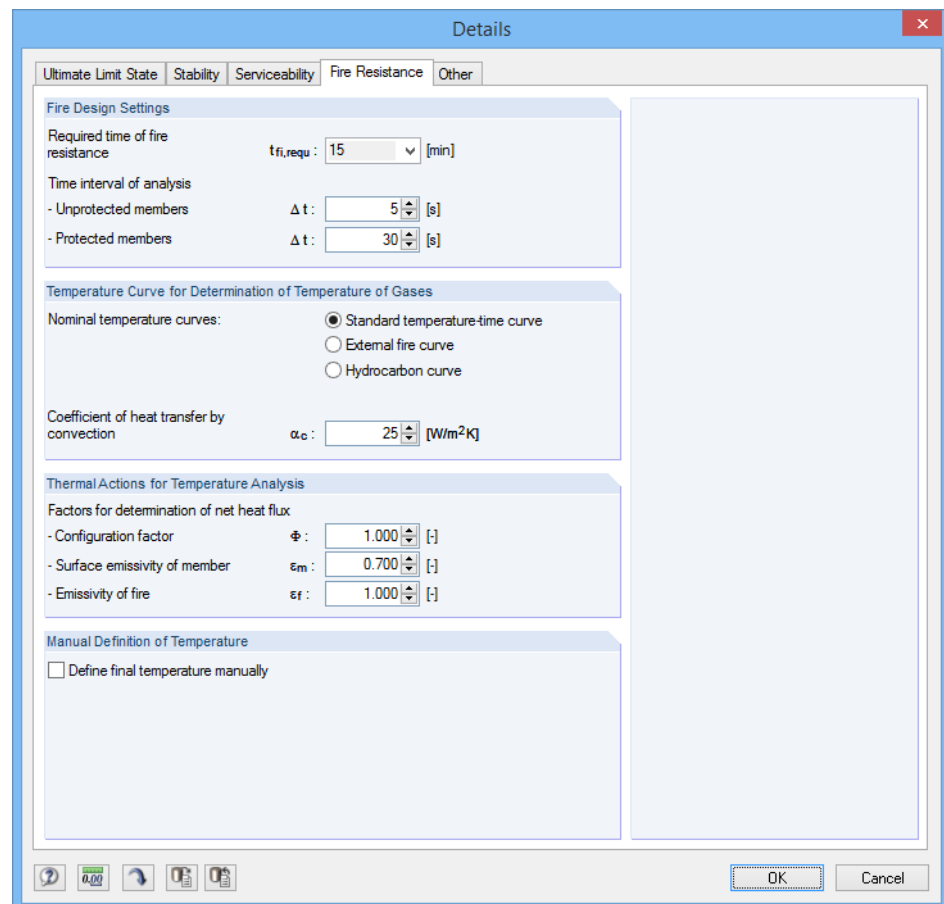 Details
Ultimate Limit State Stability Serviceability Fire Resistance Other
Fire Design Settings
Required time of fire
resistance tfi,requ : 15 [min]
Time interval of analysis
- Unprotected members Δ t : 5 [s]
- Protected members Δ t : 30 [s]
Temperature Curve for Determination of Temperature of Gases
Nominal temperature curves: Standard temperature-time curve
External fire curve
Hydrocarbon curve
Coefficient of heat transfer by
convection αc : 25 [W/m2K]
Thermal Actions for Temperature Analysis
Factors for determination of net heat flux
- Configuration factor Φ : 1.000 [-]
- Surface emissivity of member εm : 0.700 [-]
- Emissivity of fire εf : 1.000 [-]
Manual Definition of Temperature
Define final temperature manually
0.00 OK Cancel